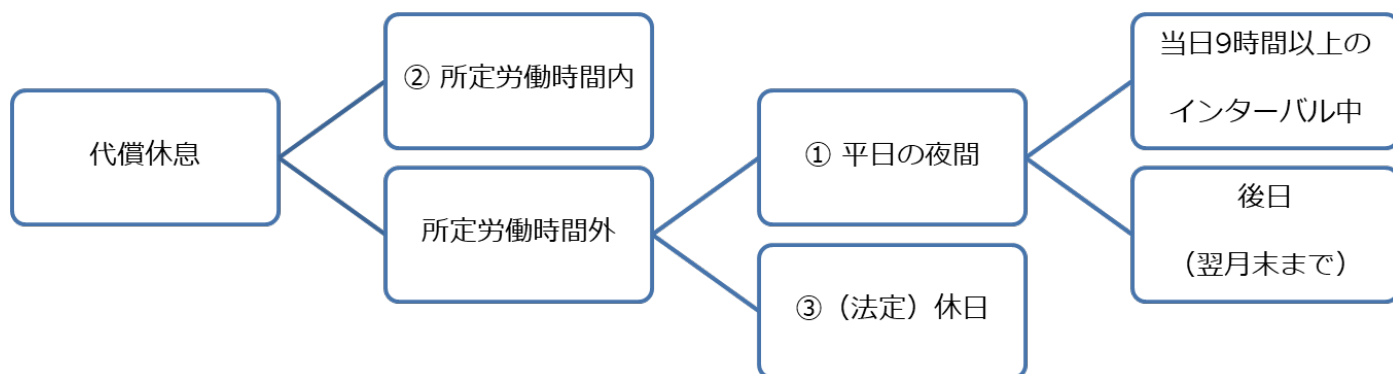 代償休息
② 所定労働時間内
所定労働時間外
① 平日の夜間
③（法定）休日
当日9時間以上の
インターバル中
後日
（翌月末まで）